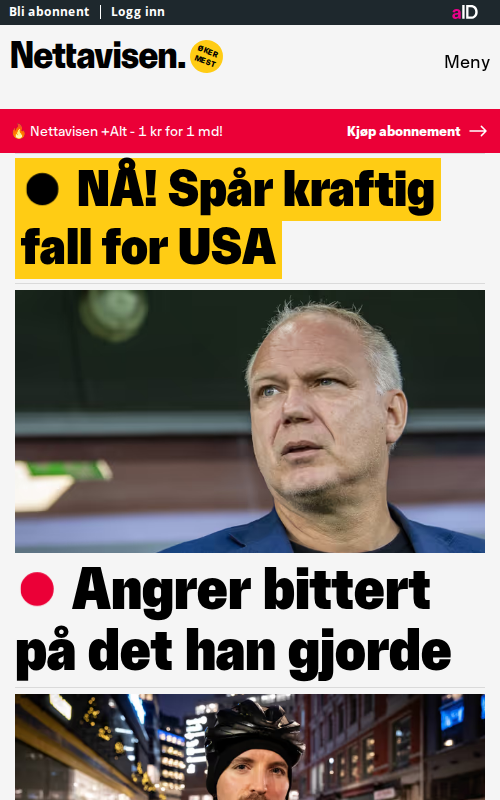 Bli abonnent | Logg inn
aID
Nettavisen.
ØKER
MEST
Meny
🔥 Nettavisen +Alt - 1 kr for 1 md!
Kjøp abonnement →
● NÅ! Spår kraftig
fall for USA
● Angrer bittert
på det han gjorde